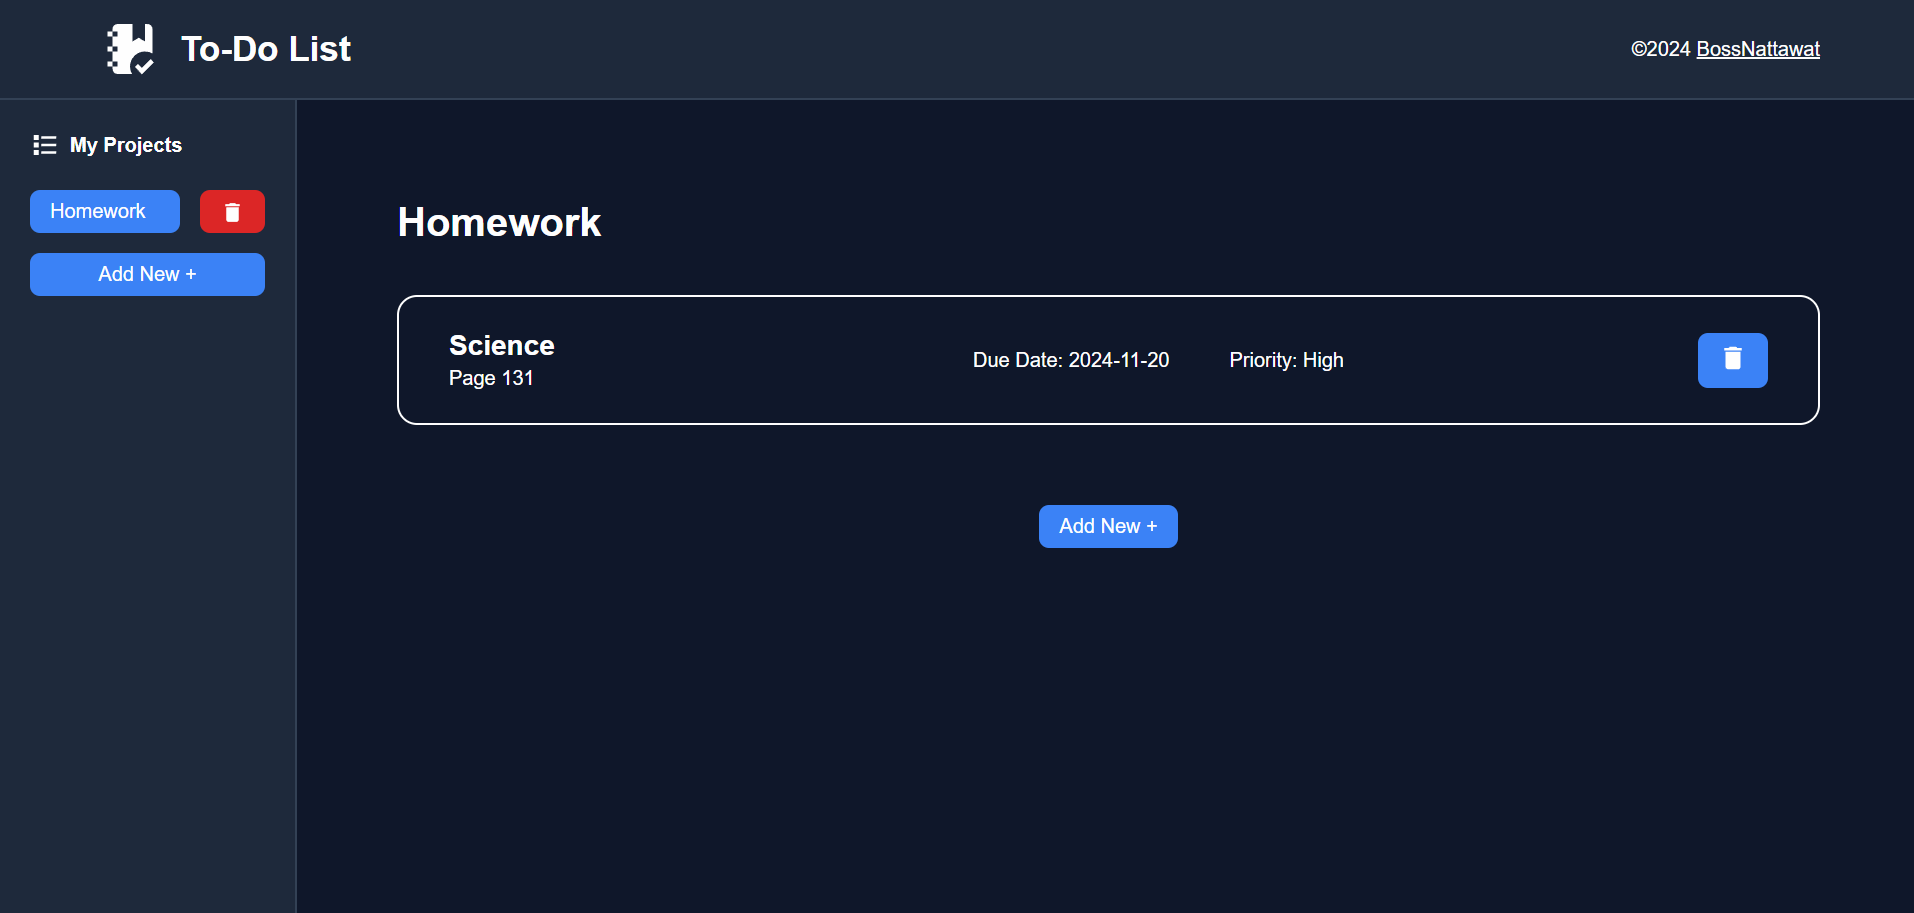 To-Do List
©2024 BossNattawat
My Projects
Homework
Add New +
Homework
Science
Page 131
Due Date: 2024-11-20
Priority: High
Add New +